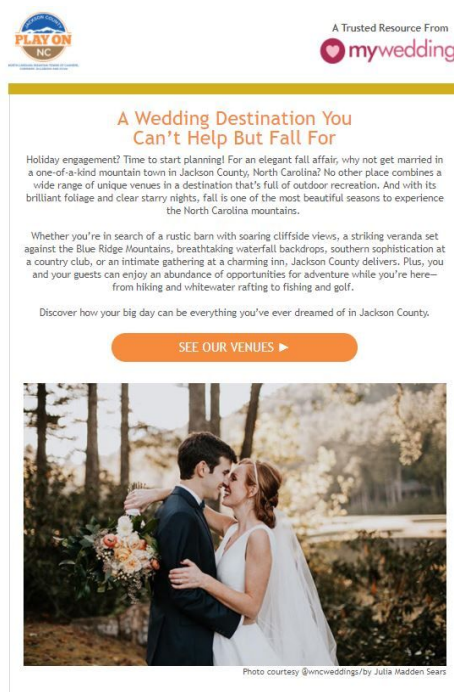 JACKSON COUNTY
PLAY ON
NC
A Trusted Resource From
mywedding
A Wedding Destination You
Can't Help But Fall For
Holiday engagement? Time to start planning! For an elegant fall affair, why not get married in
a one-of-a-kind mountain town in Jackson County, North Carolina? No other place combines a
wide range of unique venues in a destination that's full of outdoor recreation. And with its
brilliant foliage and clear starry nights, fall is one of the most beautiful seasons to experience
the North Carolina mountains.
Whether you're in search of a rustic barn with soaring cliffside views, a striking veranda set
against the Blue Ridge Mountains, breathtaking waterfall backdrops, southern sophistication at
a country club, or an intimate gathering at a charming inn, Jackson County delivers. Plus, you
and your guests can enjoy an abundance of opportunities for adventure while you're here—
from hiking and whitewater rafting to fishing and golf.
Discover how your big day can be everything you've ever dreamed of in Jackson County.
SEE OUR VENUES ►
Photo courtesy @wncweddings/by Julia Madden Sears